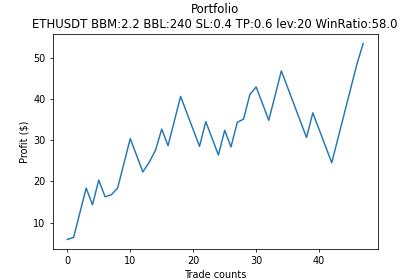 Portfolio
ETHUSDT BBM:2.2 BBL:240 SL:0.4 TP:0.6 lev:20 WinRatio:58.0
Profit ($)
50
40
30
20
10
0
10
20
30
40
Trade counts